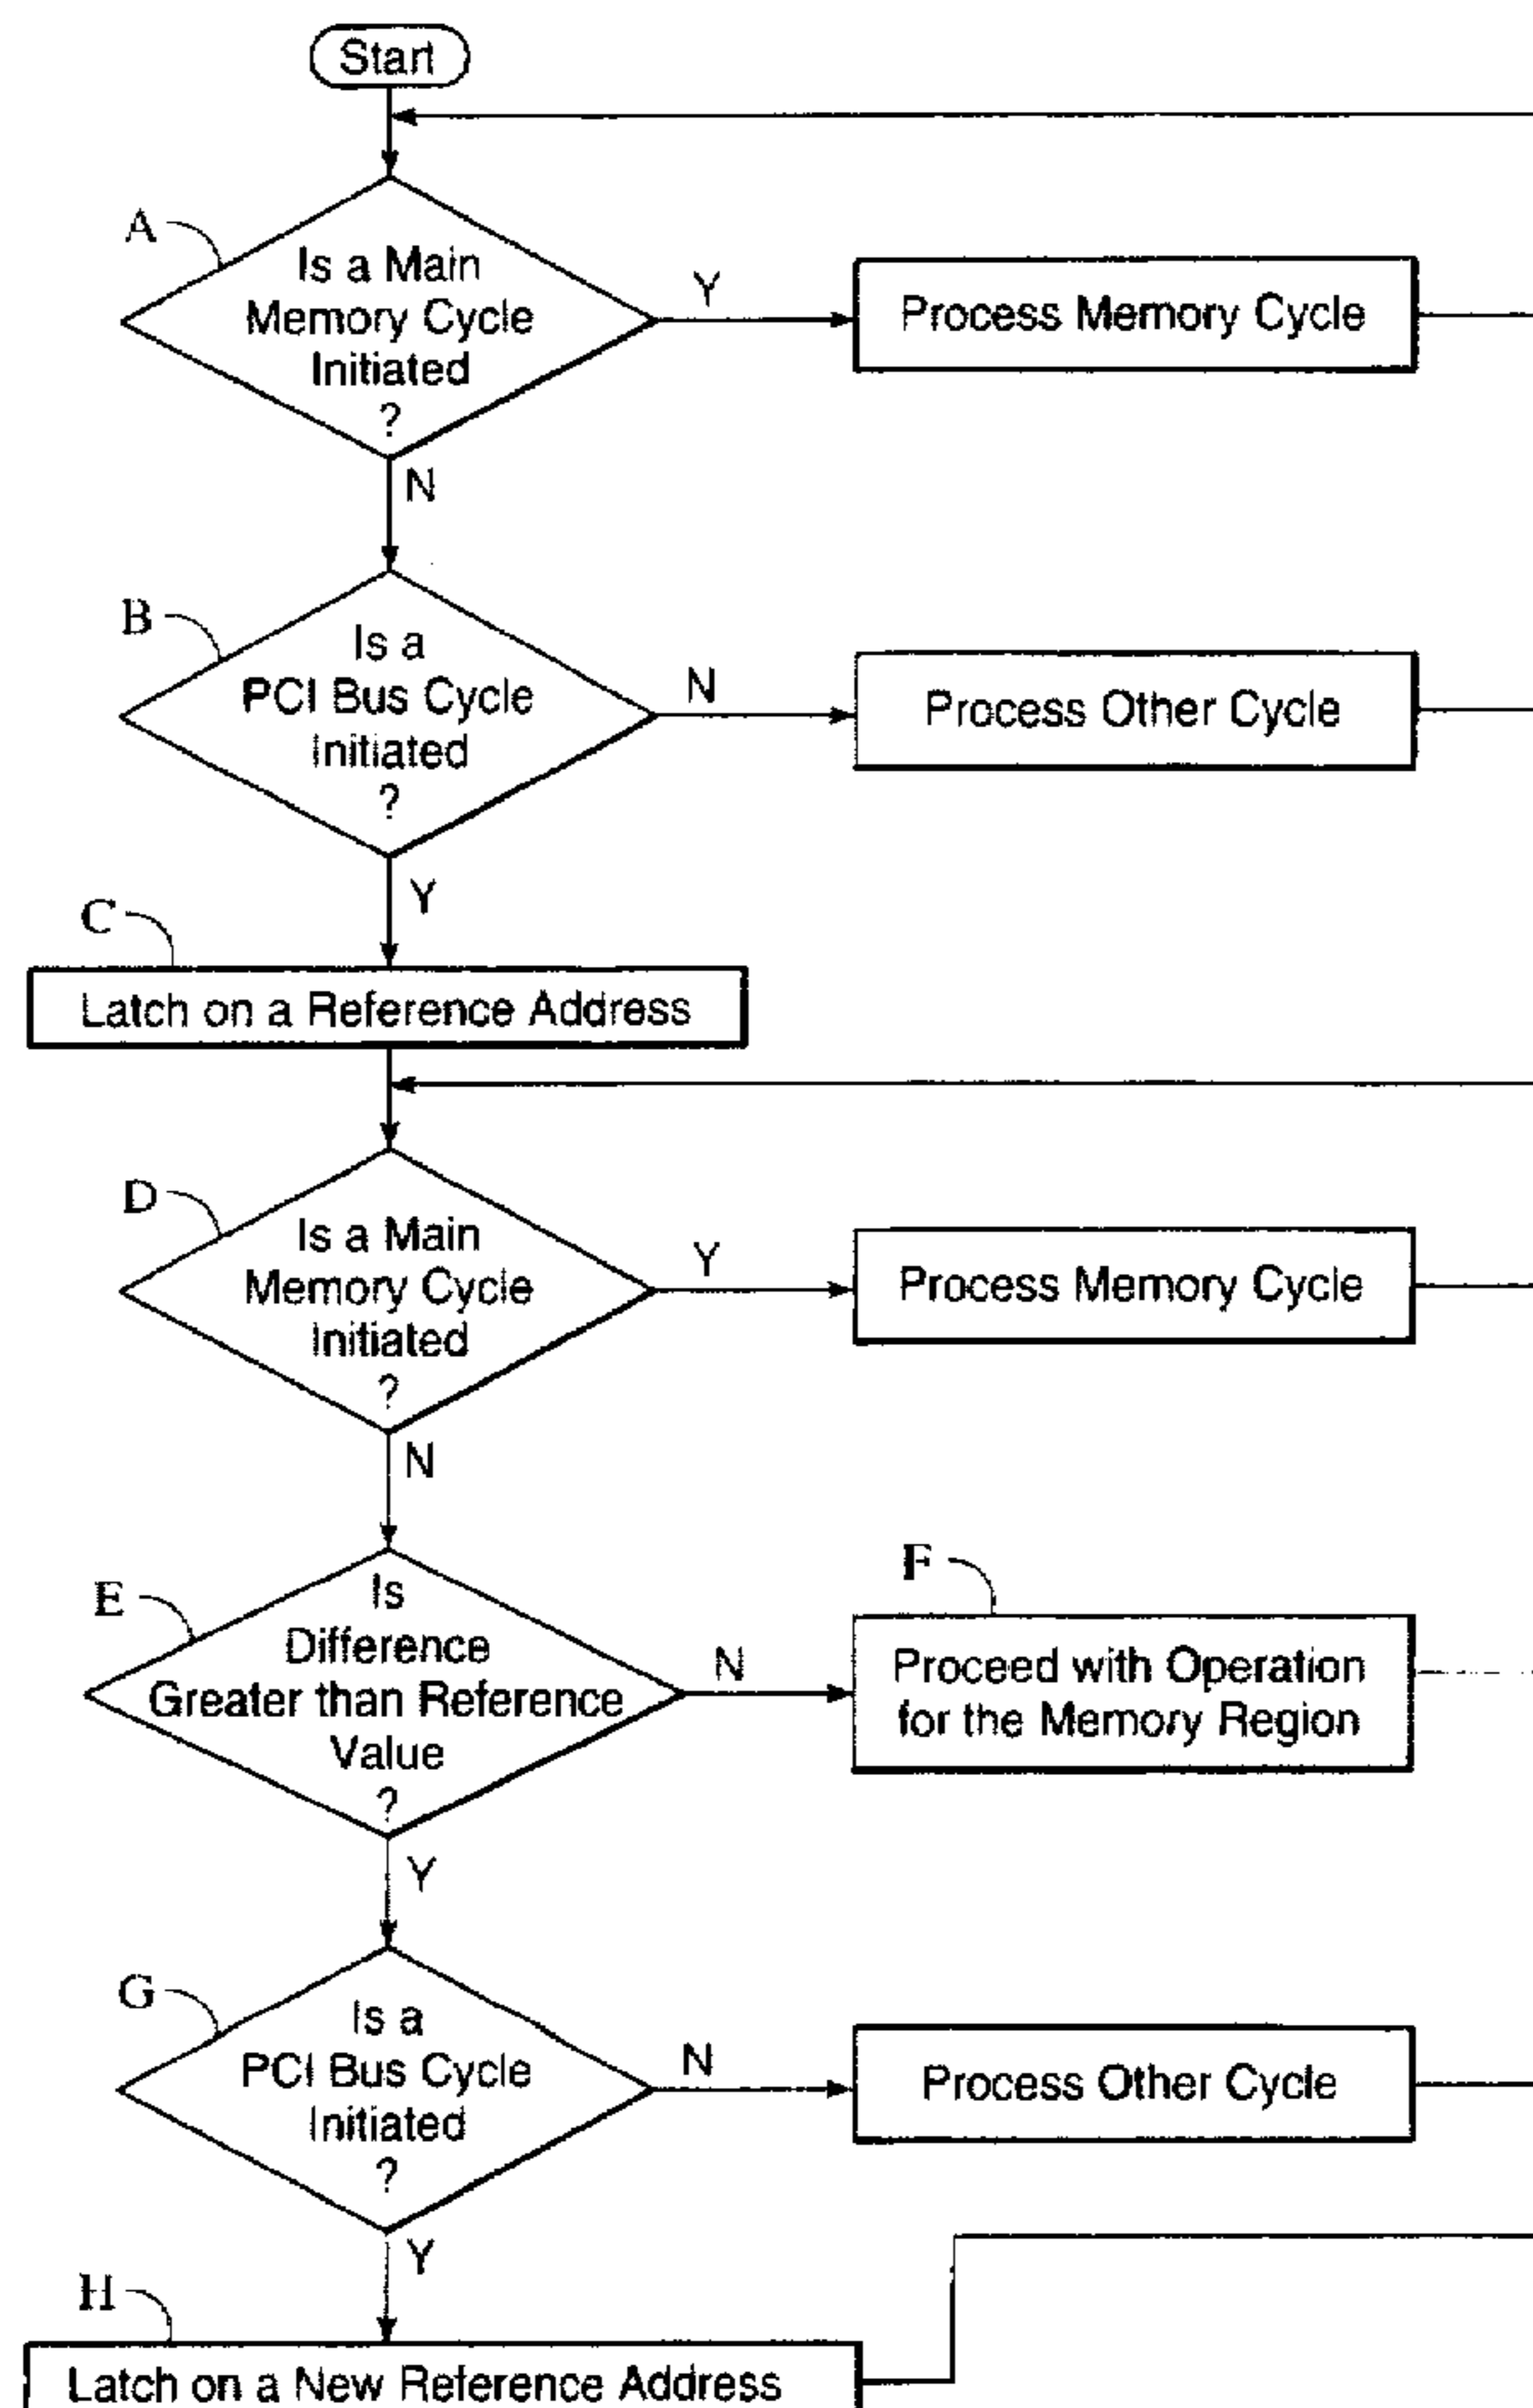 Start
A
Is a Main
Memory Cycle
Initiated
?
Y
Process Memory Cycle
N
B
Is a
PCI Bus Cycle
Initiated
?
N
Process Other Cycle
Y
C
Latch on a Reference Address
D
Is a Main
Memory Cycle
Initiated
?
Y
Process Memory Cycle
N
E
Is
Difference
Greater than Reference
Value
?
N
F
Proceed with Operation
for the Memory Region
Y
G
Is a
PCI Bus Cycle
Initiated
?
N
Process Other Cycle
Y
H
Latch on a New Reference Address